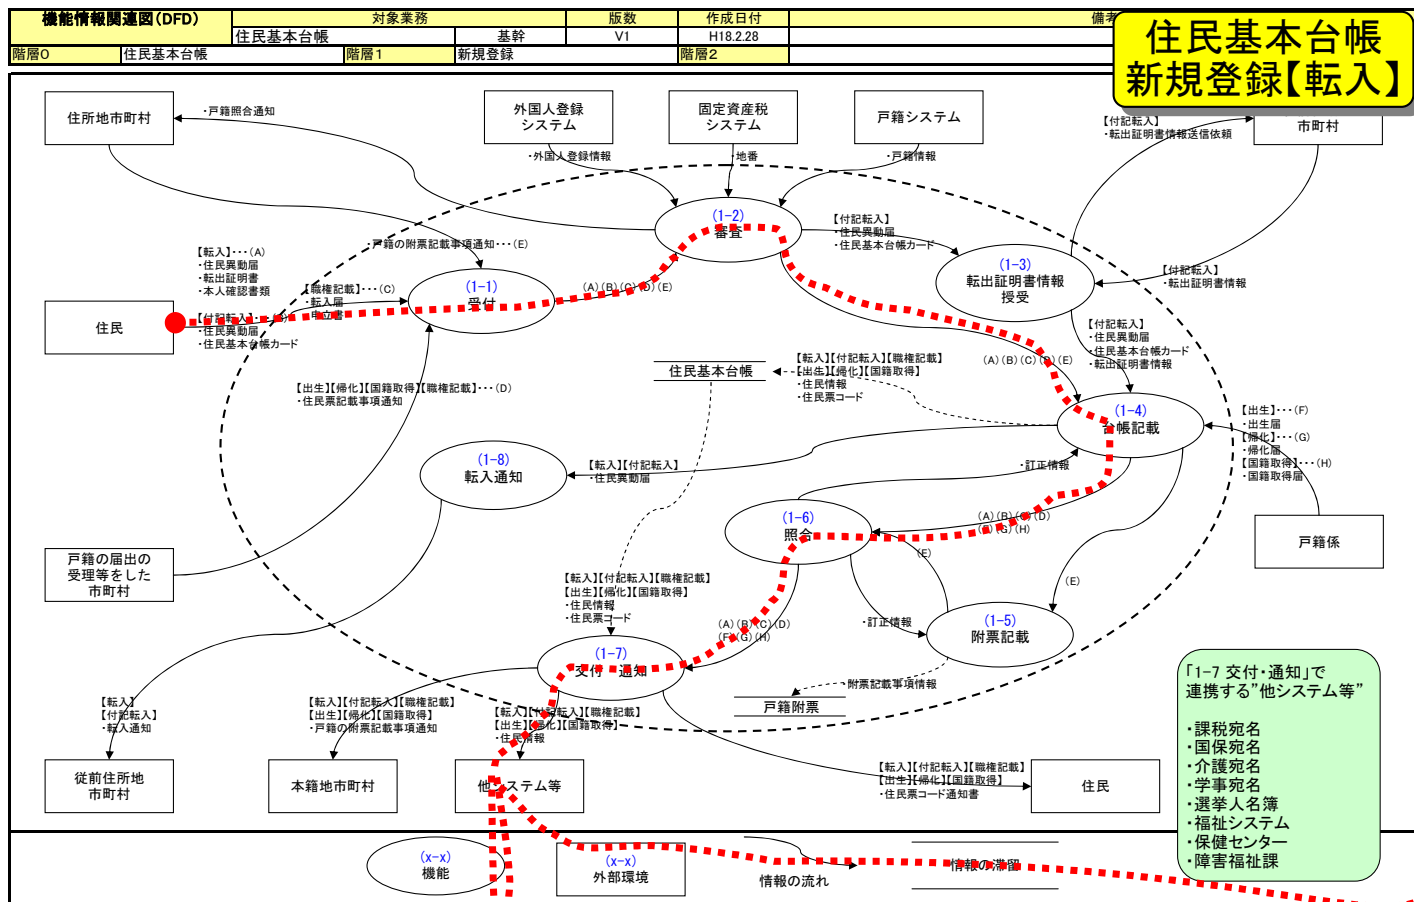 機能情報関連図(DFD)
対象業務
版数
作成日付
備考
住民基本台帳
基幹
V1
H18.2.28
階層0
住民基本台帳
階層1
新規登録
階層2
住民基本台帳
新規登録【転入】
住所地市町村
・戸籍照合通知
外国人登録
システム
・外国人登録情報
固定資産税
システム
・地番
戸籍システム
・戸籍情報
【付記転入】
・転出証明書情報送信依頼
市町村
(1-2)
審査
【付記転入】
・住民異動届
・住民基本台帳カード
(1-3)
転出証明書情報
授受
【付記転入】
・転出証明書情報
・戸籍の附票記載事項通知・・・(E)
【転入】・・・(A)
・住民異動届
・転出証明書
・本人確認書類
【職権記載】・・・(C)
・転入届
・申立書
(1-1)
受付
(A)(B)(C)(D)(E)
住民
【付記転入】・・・(B)
・住民異動届
・住民基本台帳カード
【付記転入】
・住民異動届
・住民基本台帳カード
・転出証明書情報
(A)(B)(C)(D)(E)
住民基本台帳
【転入】【付記転入】【職権記載】
【出生】【帰化】【国籍取得】
・住民情報
・住民票コード
【出生】【帰化】【国籍取得】【職権記載】・・・(D)
・住民票記載事項通知
(1-4)
台帳記載
【出生】・・・(F)
・出生届
【帰化】・・・(G)
・帰化届
【国籍取得】・・・(H)
・国籍取得届
(1-8)
転入通知
【転入】【付記転入】
・住民異動届
・訂正情報
(1-6)
照合
(A)(B)(C)(D)
(F)(G)(H)
(E)
戸籍係
戸籍の届出の
受理等をした
市町村
【転入】【付記転入】【職権記載】
【出生】【帰化】【国籍取得】
・住民情報
・住民票コード
(E)
(A)(B)(C)(D)
(F)(G)(H)
・訂正情報
(1-5)
附票記載
(1-7)
交付・通知
・附票記載事項情報
戸籍附票
【転入】
【付記転入】
・転入通知
【転入】【付記転入】【職権記載】
【出生】【帰化】【国籍取得】
・戸籍の附票記載事項通知
【転入】【付記転入】【職権記載】
【出生】【帰化】【国籍取得】
・住民情報
【転入】【付記転入】【職権記載】
【出生】【帰化】【国籍取得】
・住民票コード通知書
従前住所地
市町村
本籍地市町村
他システム等
住民
「1-7 交付・通知」で
連携する”他システム等”
・課税宛名
・国保宛名
・介護宛名
・学事宛名
・選挙人名簿
・福祉システム
・保健センター
・障害福祉課
(x-x)
機能
(x-x)
外部環境
情報の流れ
情報の滞留